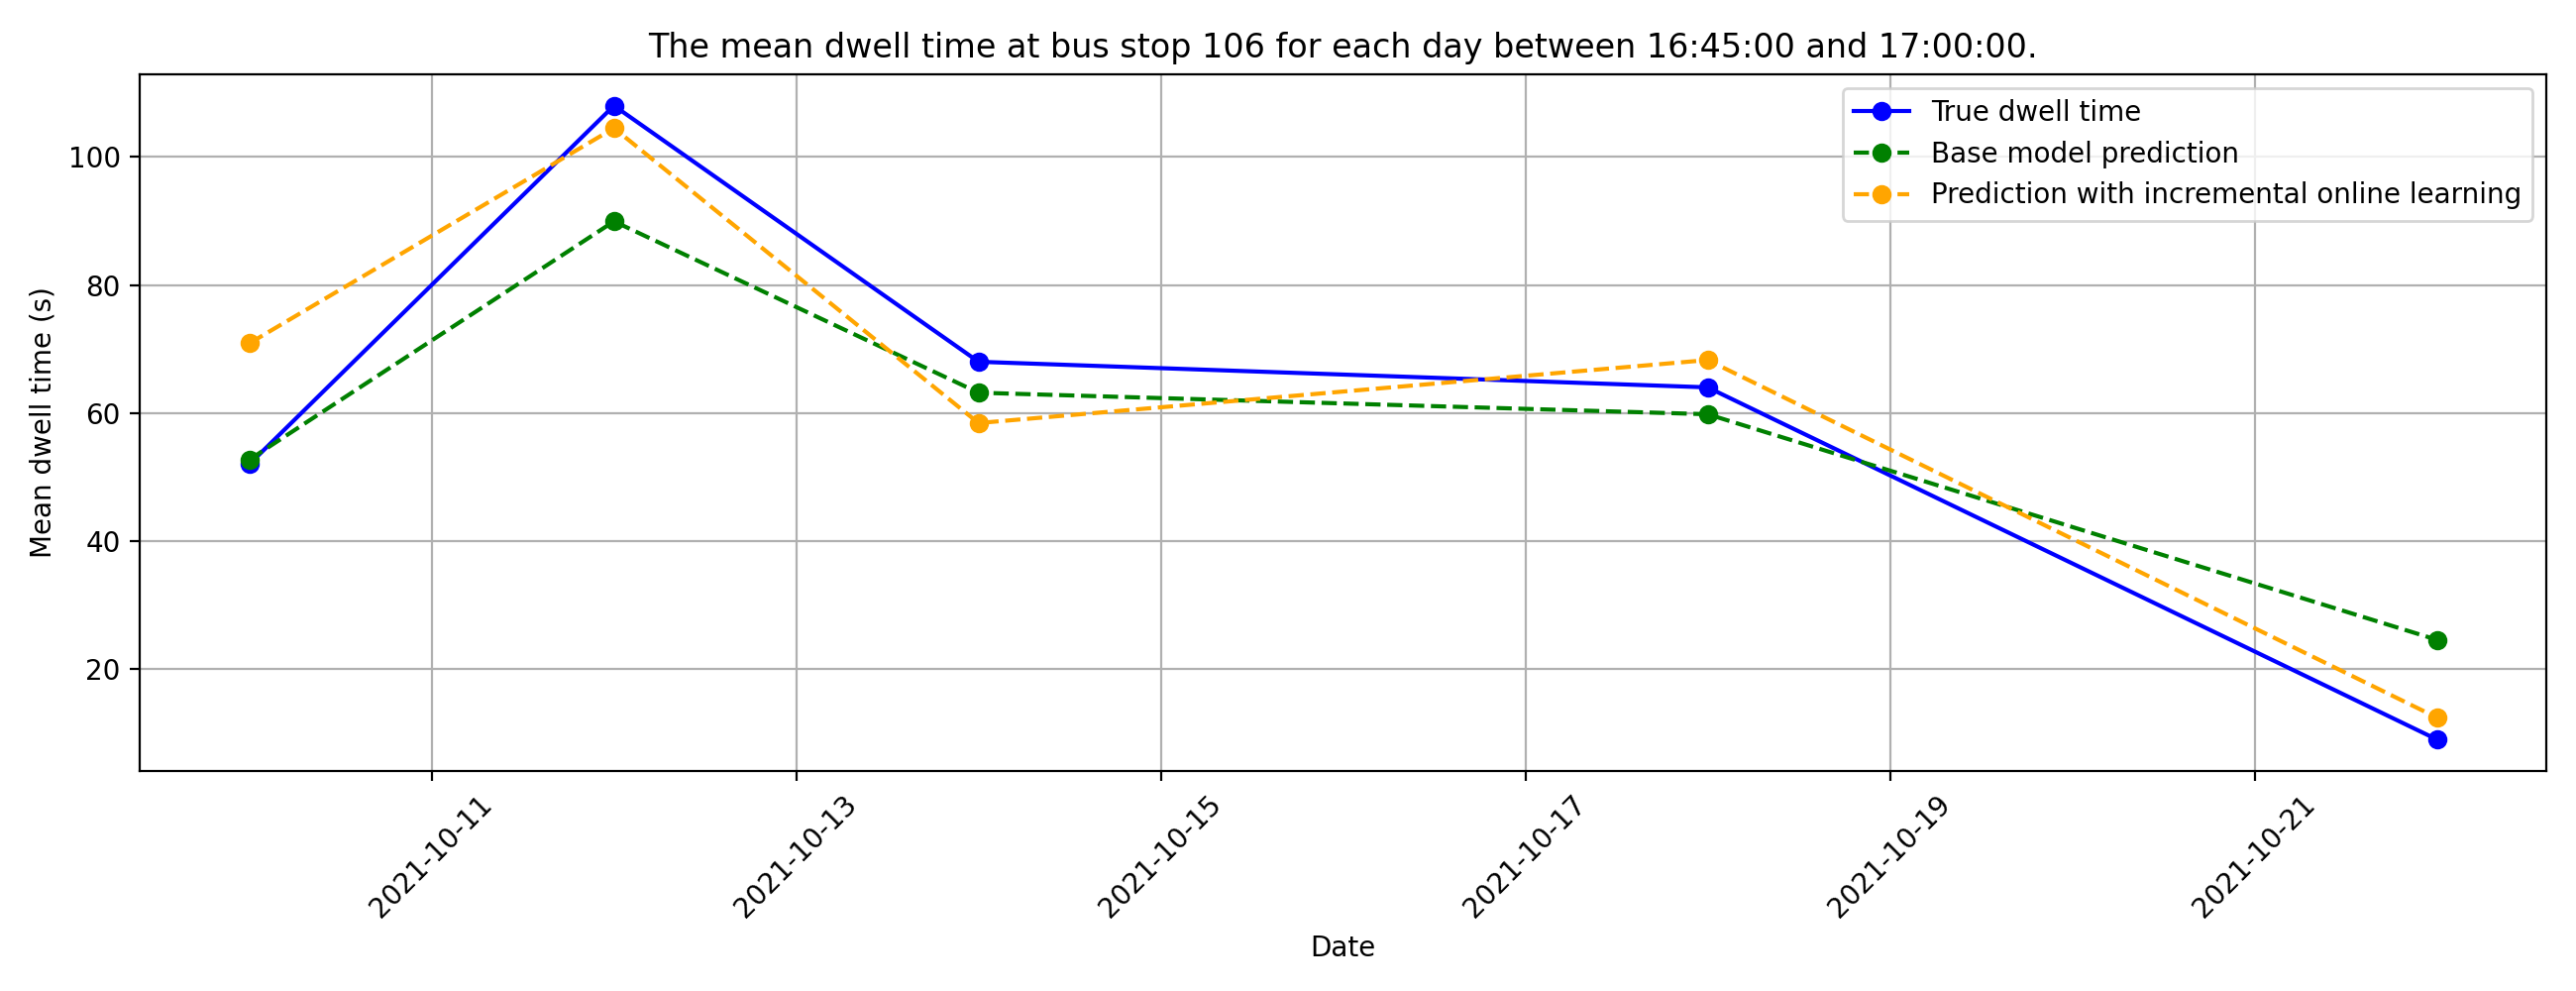 The mean dwell time at bus stop 106 for each day between 16:45:00 and 17:00:00.
True dwell time
Base model prediction
Prediction with incremental online learning
Mean dwell time (s)
100
80
60
40
20
2021-10-11
2021-10-13
2021-10-15
2021-10-17
2021-10-19
2021-10-21
Date